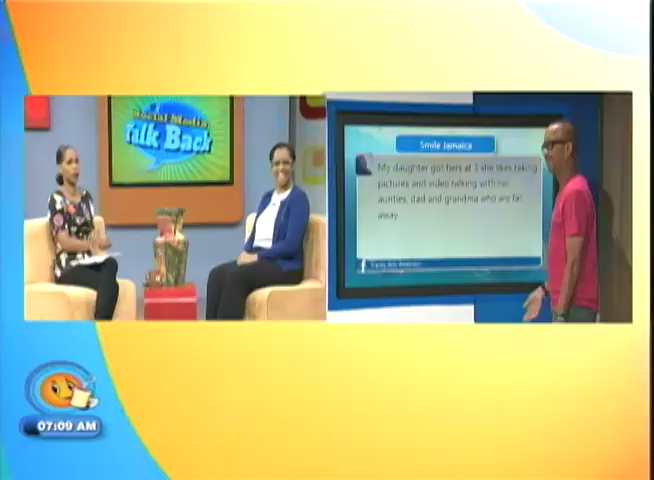 Social Media
Talk Back
Smile Jamaica
My daughter got hers at 5 she likes taking
pictures and video talking with her
aunties, dad and grandma who are far
away
07:09 AM